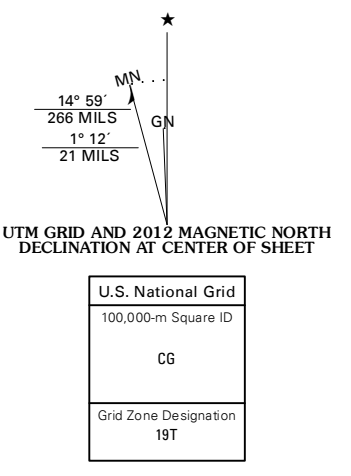 ★
MN
14° 59´
266 MILS
GN
1° 12´
21 MILS
UTM GRID AND 2012 MAGNETIC NORTH
DECLINATION AT CENTER OF SHEET
U.S. National Grid
100,000-m Square ID
CG
Grid Zone Designation
19T